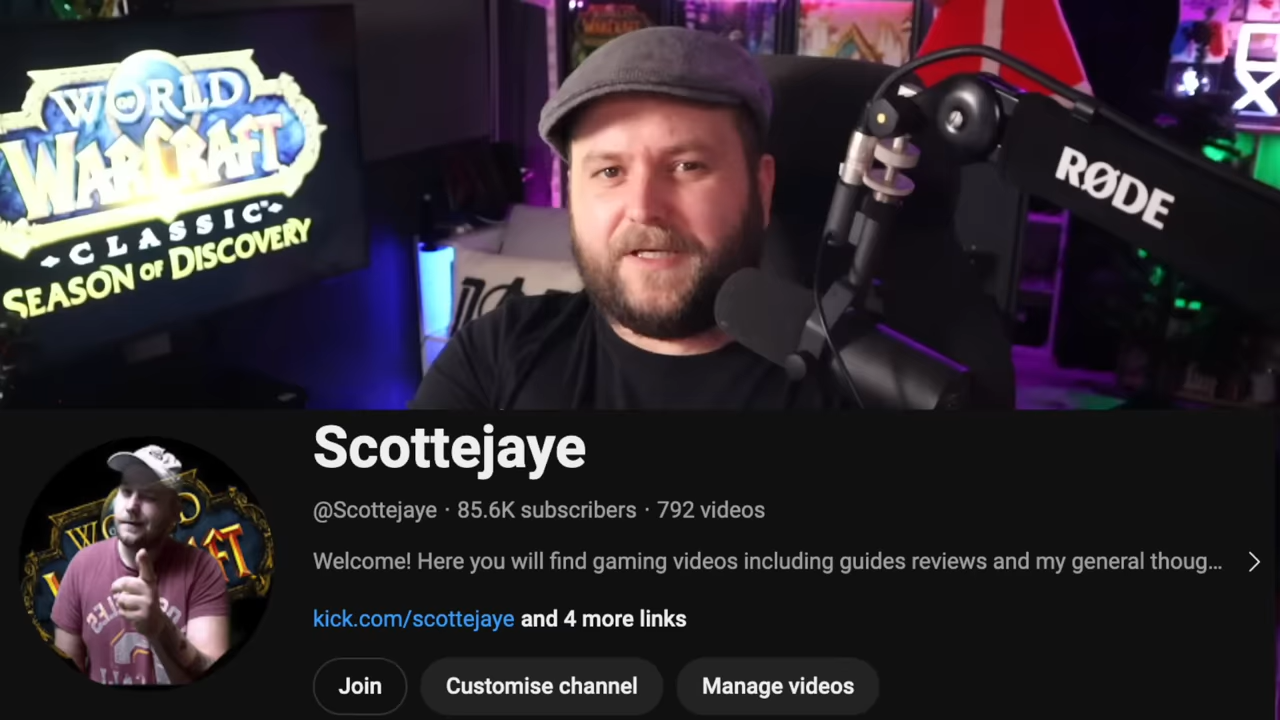 WORLD
OF
WARCRAFT
CLASSIC
SEASON OF DISCOVERY
RØDE
Scottejaye
@Scottejaye · 85.6K subscribers · 792 videos
Welcome! Here you will find gaming videos including guides reviews and my general thoug...
kick.com/scottejaye and 4 more links
Join
Customise channel
Manage videos